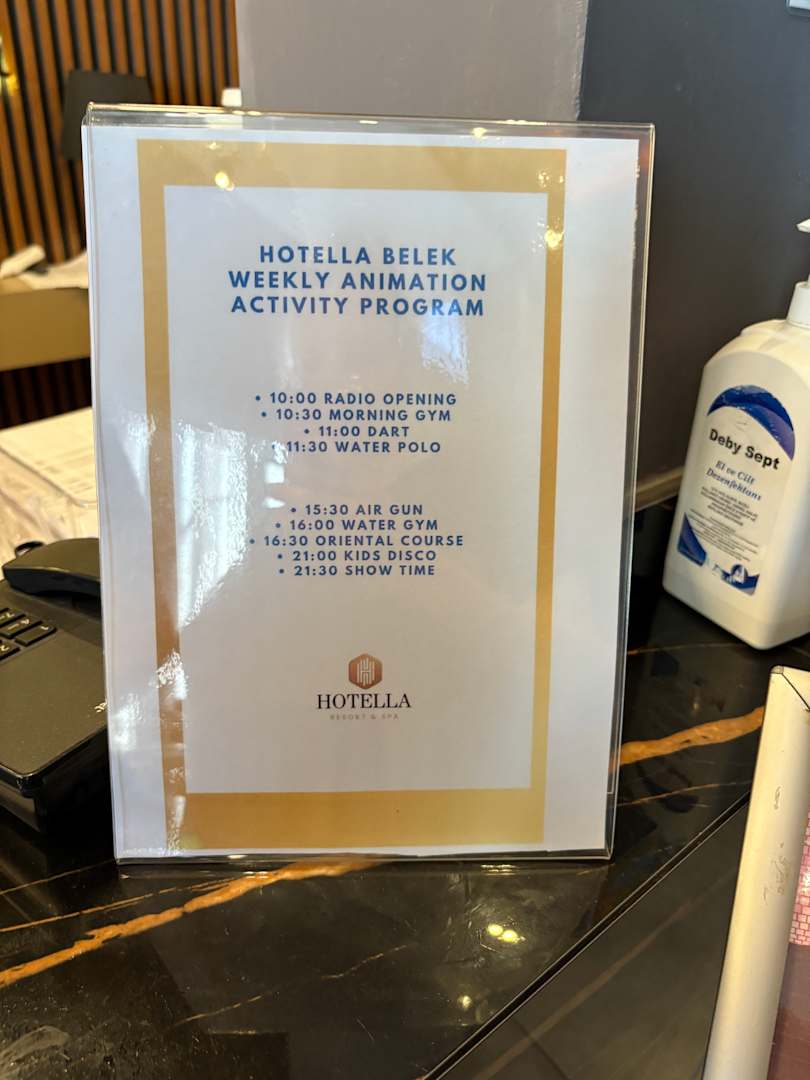 HOTELLA BELEK
WEEKLY ANIMATION
ACTIVITY PROGRAM
• 10:00 RADIO OPENING
• 10:30 MORNING GYM
• 11:00 DART
• 11:30 WATER POLO
• 15:30 AIR GUN
• 16:00 WATER GYM
• 16:30 ORIENTAL COURSE
• 21:00 KIDS DISCO
• 21:30 SHOW TIME
HOTELLA
RESORT & SPA
Deby Sept
El ve Cilt
Dezenfektanı